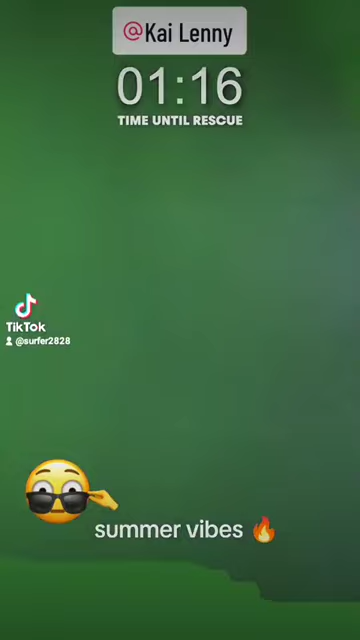 @Kai Lenny
01:16
TIME UNTIL RESCUE
TikTok
@surfer2828
summer vibes 🔥